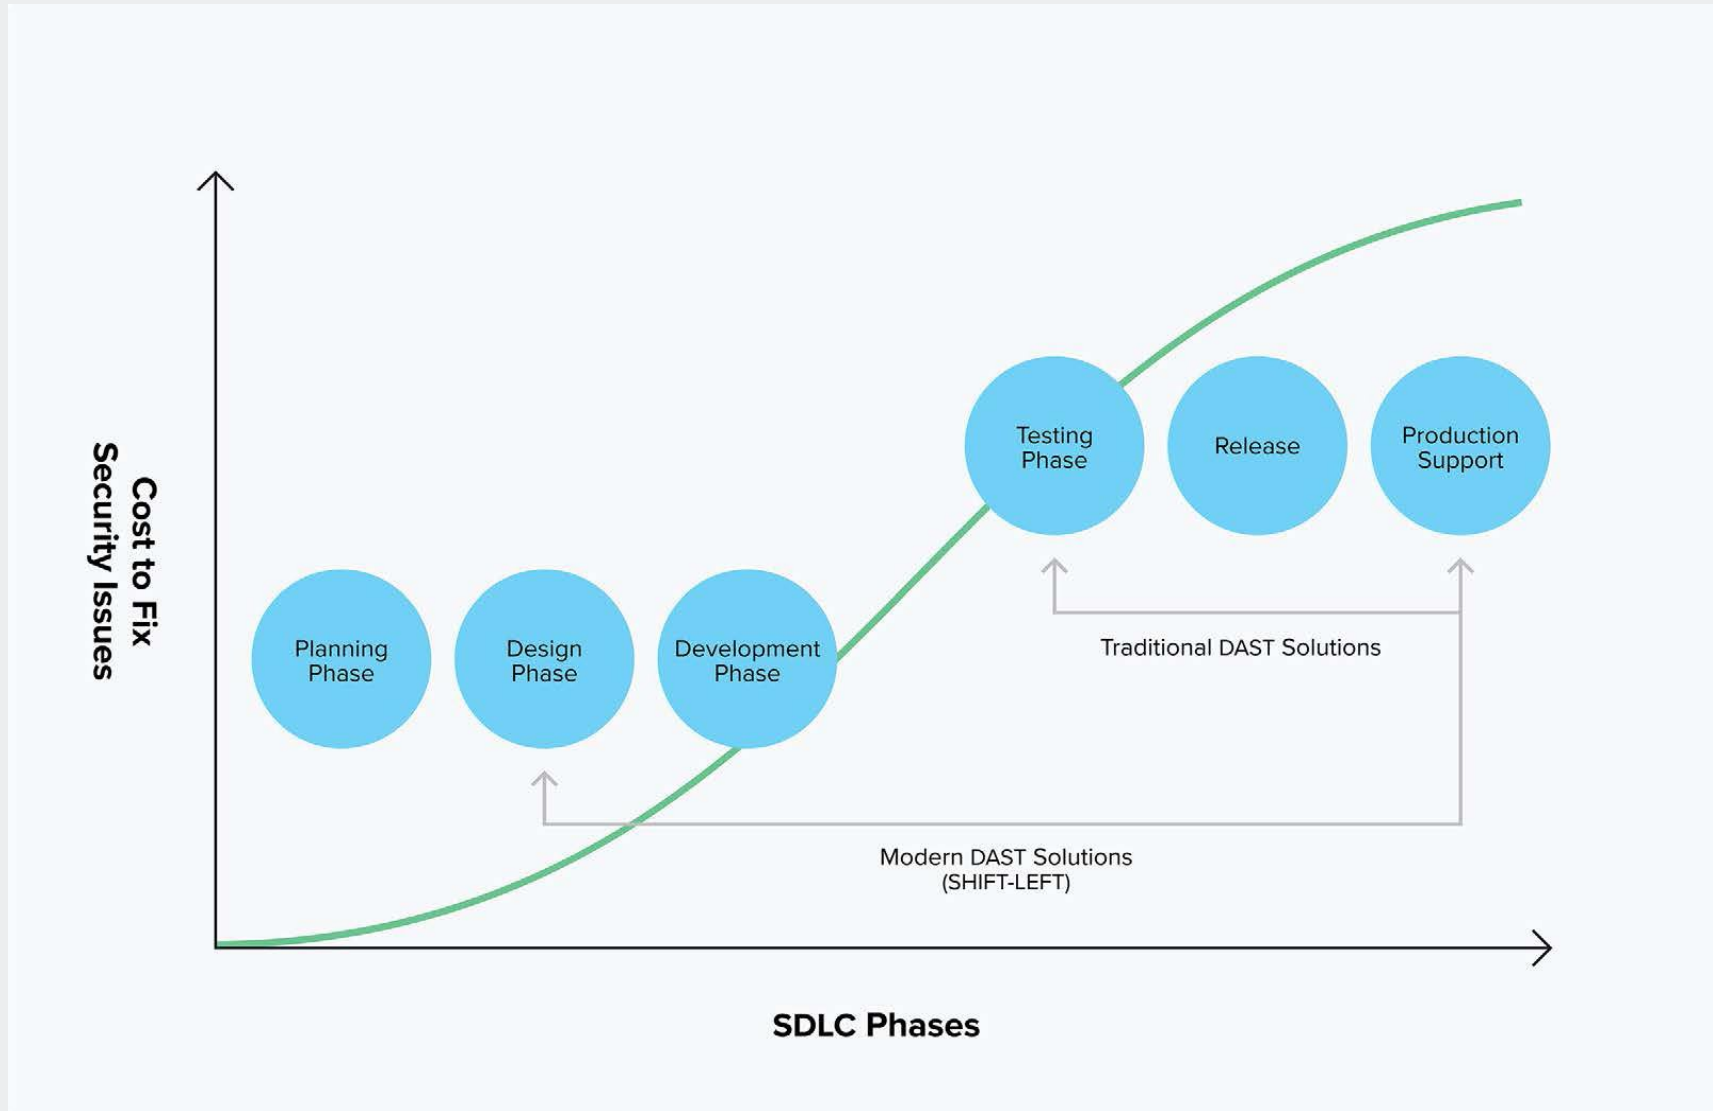 Cost to Fix
Security Issues
Planning
Phase
Design
Phase
Development
Phase
Testing
Phase
Release
Production
Support
Traditional DAST Solutions
Modern DAST Solutions
(SHIFT-LEFT)
SDLC Phases